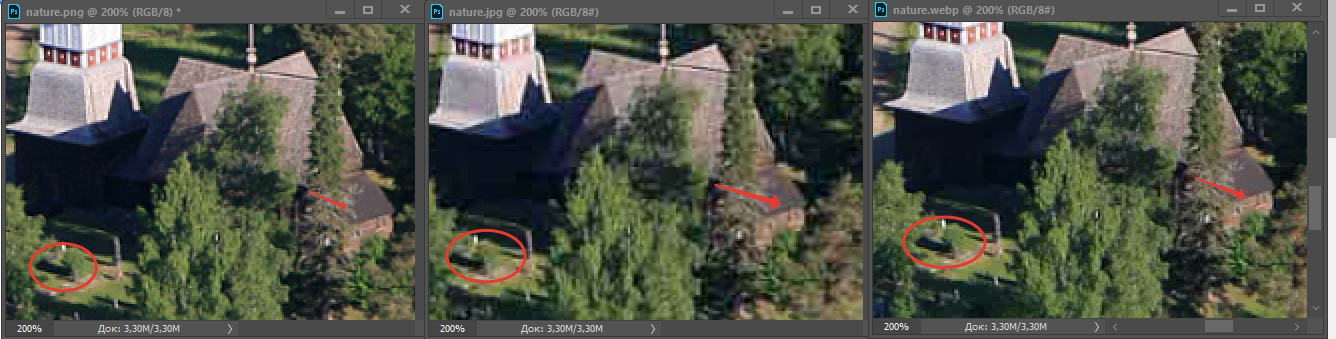 Ps nature.png @ 200% (RGB/8) *
Ps nature.jpg @ 200% (RGB/8#)
Ps nature.webp @ 200% (RGB/8#)
200% Док: 3,30M/3,30M
200% Док: 3,30M/3,30M
200% Док: 3,30M/3,30M